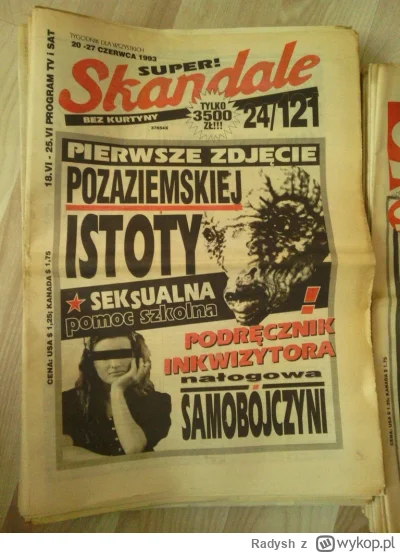 TYGODNIK DLA WSZYSTKICH
20 -27 CZERWCA 1993
SUPER!
Skandale
BEZ KURTYNY
TYLKO
3500
ZŁ!!!
24/121
18.VI - 25.VI PROGRAM TV i SAT
CENA: USA $ 1,25; KANADA $ 1,75
PIERWSZE ZDJĘCIE
POZAZIEMSKIEJ
ISTOTY
SEKSUALNA
pomoc szkolna
PODRĘCZNIK !
INKWIZYTORA
nałogowa
SAMOBÓJCZYNI
Radysh z wykop.pl